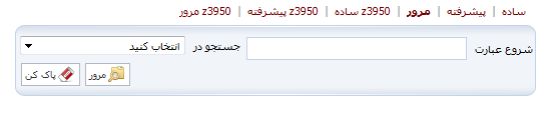 ساده | پیشرفته | مرور | z3950 ساده | z3950 پیشرفته | z3950 مرور
شروع عبارت جستجو در انتخاب کنید
مرور پاک کن